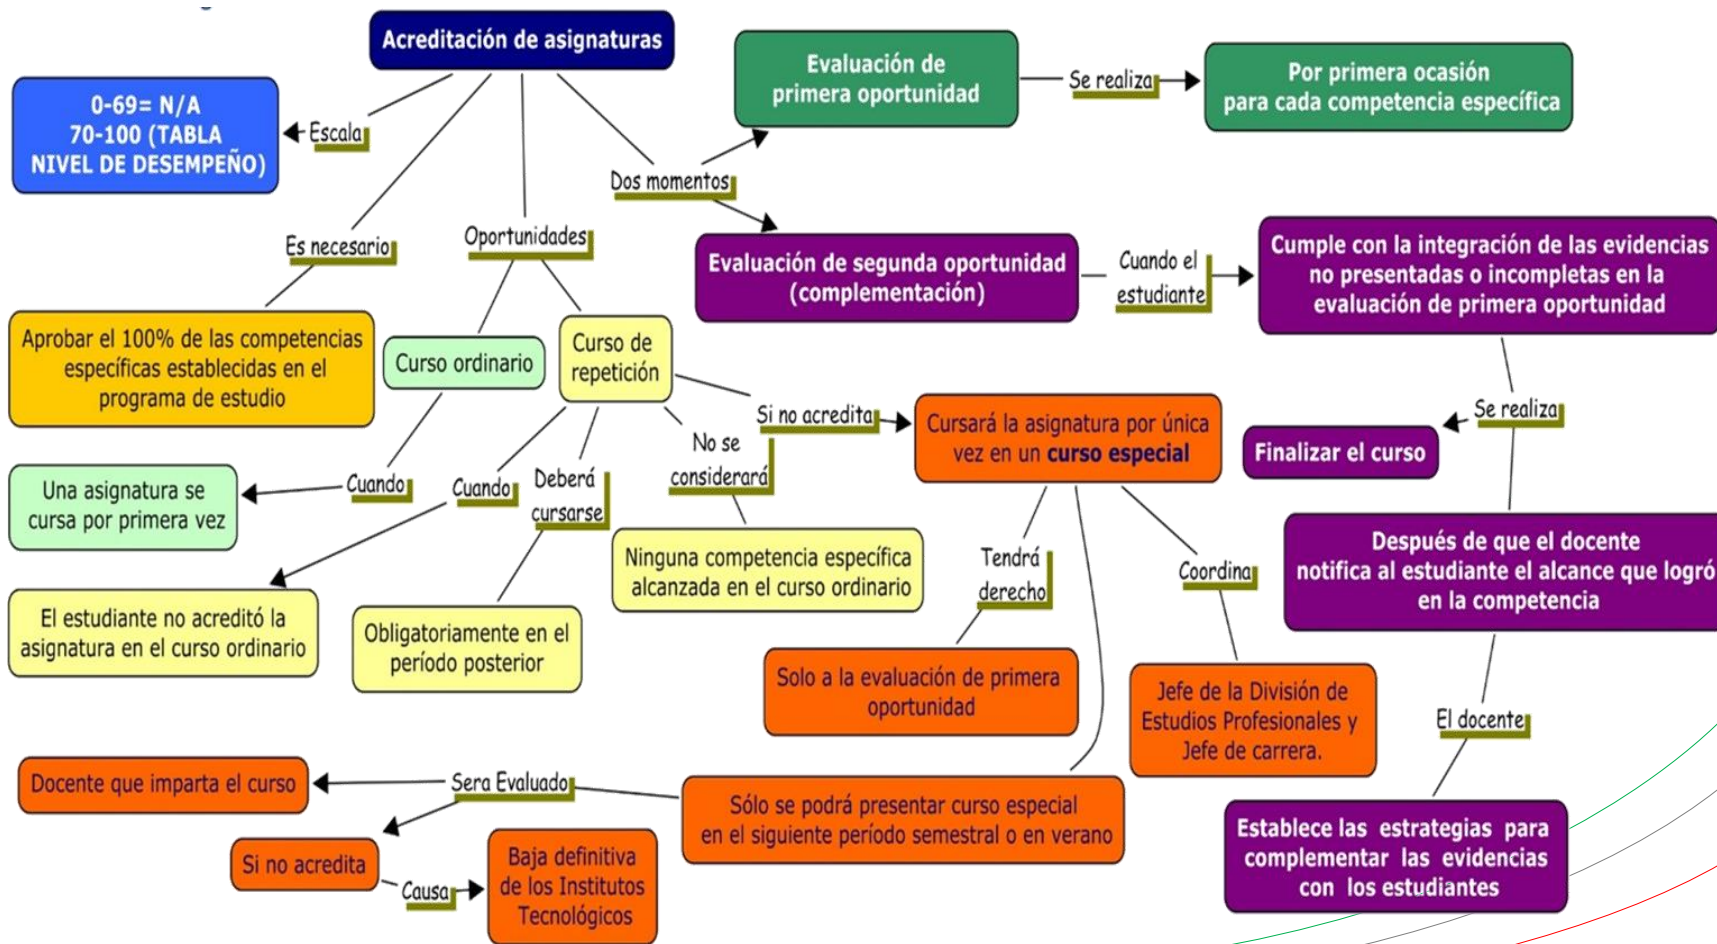 Acreditación de asignaturas
0-69= N/A
70-100 (TABLA
NIVEL DE DESEMPEÑO)
Escala
Evaluación de
primera oportunidad
Se realiza
Por primera ocasión
para cada competencia específica
Dos momentos
Es necesario
Oportunidades
Evaluación de segunda oportunidad
(complementación)
Cuando el
estudiante
Cumple con la integración de las evidencias
no presentadas o incompletas en la
evaluación de primera oportunidad
Aprobar el 100% de las competencias
específicas establecidas en el
programa de estudio
Curso ordinario
Curso de
repetición
Si no acredita
Cursará la asignatura por única
vez en un curso especial
Se realiza
Finalizar el curso
Una asignatura se
cursa por primera vez
Cuando
Cuando
Deberá
cursarse
No se
considerará
Ninguna competencia específica
alcanzada en el curso ordinario
Tendrá
derecho
Coordina
Después de que el docente
notifica al estudiante el alcance que logró
en la competencia
El estudiante no acreditó la
asignatura en el curso ordinario
Obligatoriamente en el
período posterior
Solo a la evaluación de primera
oportunidad
Jefe de la División de
Estudios Profesionales y
Jefe de carrera.
El docente
Docente que imparta el curso
Sera Evaluado
Sólo se podrá presentar curso especial
en el siguiente período semestral o en verano
Establece las estrategias para
complementar las evidencias
con los estudiantes
Si no acredita
Causa
Baja definitiva
de los Institutos
Tecnológicos